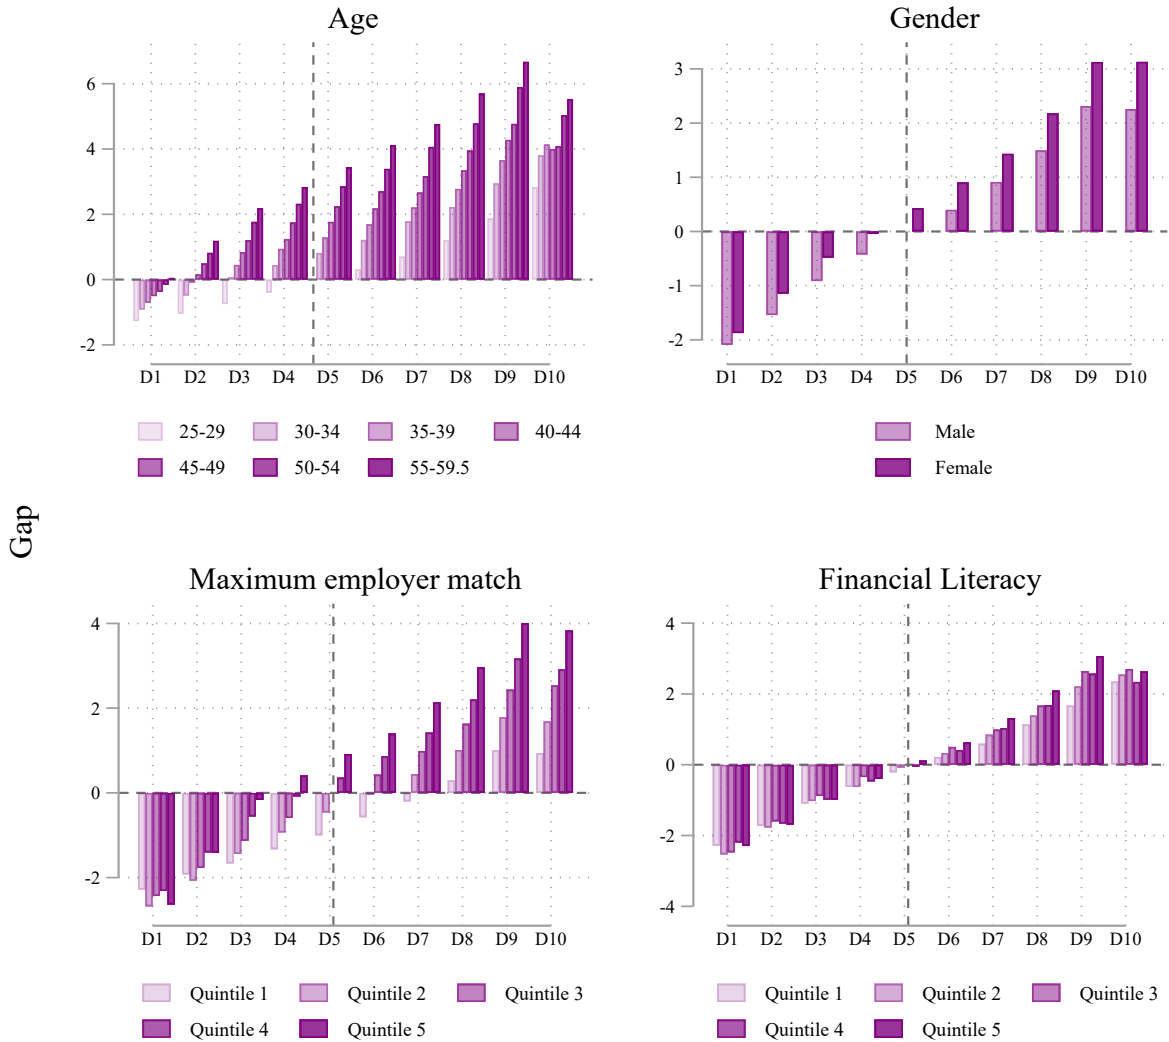 Age
Gender
6
4
2
0
-2
D1 D2 D3 D4 D5 D6 D7 D8 D9 D10
25-29 30-34 35-39 40-44
45-49 50-54 55-59.5
3
2
1
0
-1
-2
D1 D2 D3 D4 D5 D6 D7 D8 D9 D10
Male
Female
Gap
Maximum employer match
Financial Literacy
4
2
0
-2
D1 D2 D3 D4 D5 D6 D7 D8 D9 D10
Quintile 1 Quintile 2 Quintile 3
Quintile 4 Quintile 5
4
2
0
-2
-4
D1 D2 D3 D4 D5 D6 D7 D8 D9 D10
Quintile 1 Quintile 2 Quintile 3
Quintile 4 Quintile 5